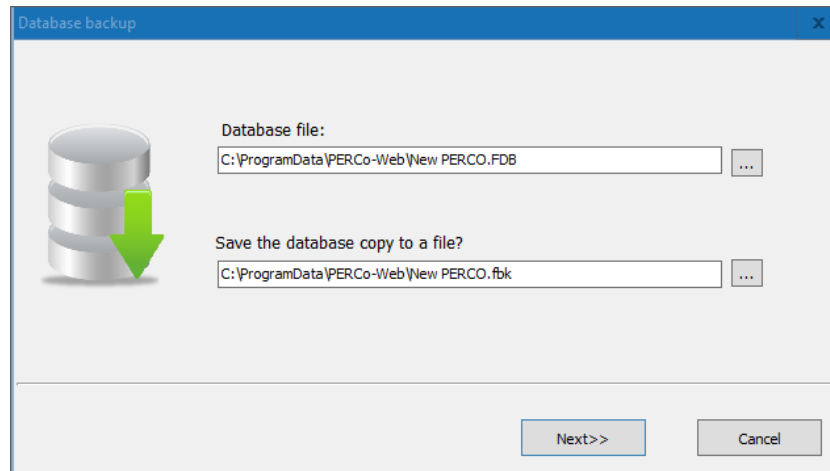 Database backup
x
Database file:
C:\ProgramData\PERCo-Web\New PERCO.FDB
...
Save the database copy to a file?
C:\ProgramData\PERCo-Web\New PERCO.fbk
...
Next>>
Cancel